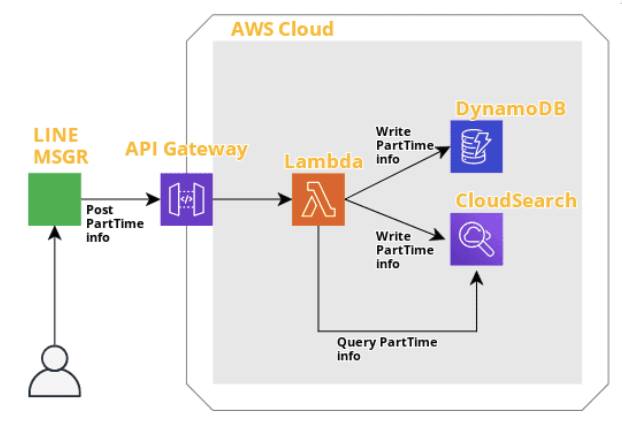 AWS Cloud
DynamoDB
Write
PartTime
info
LINE
MSGR
API Gateway
Lambda
CloudSearch
Post
PartTime
info
Write
PartTime
info
Query PartTime
info